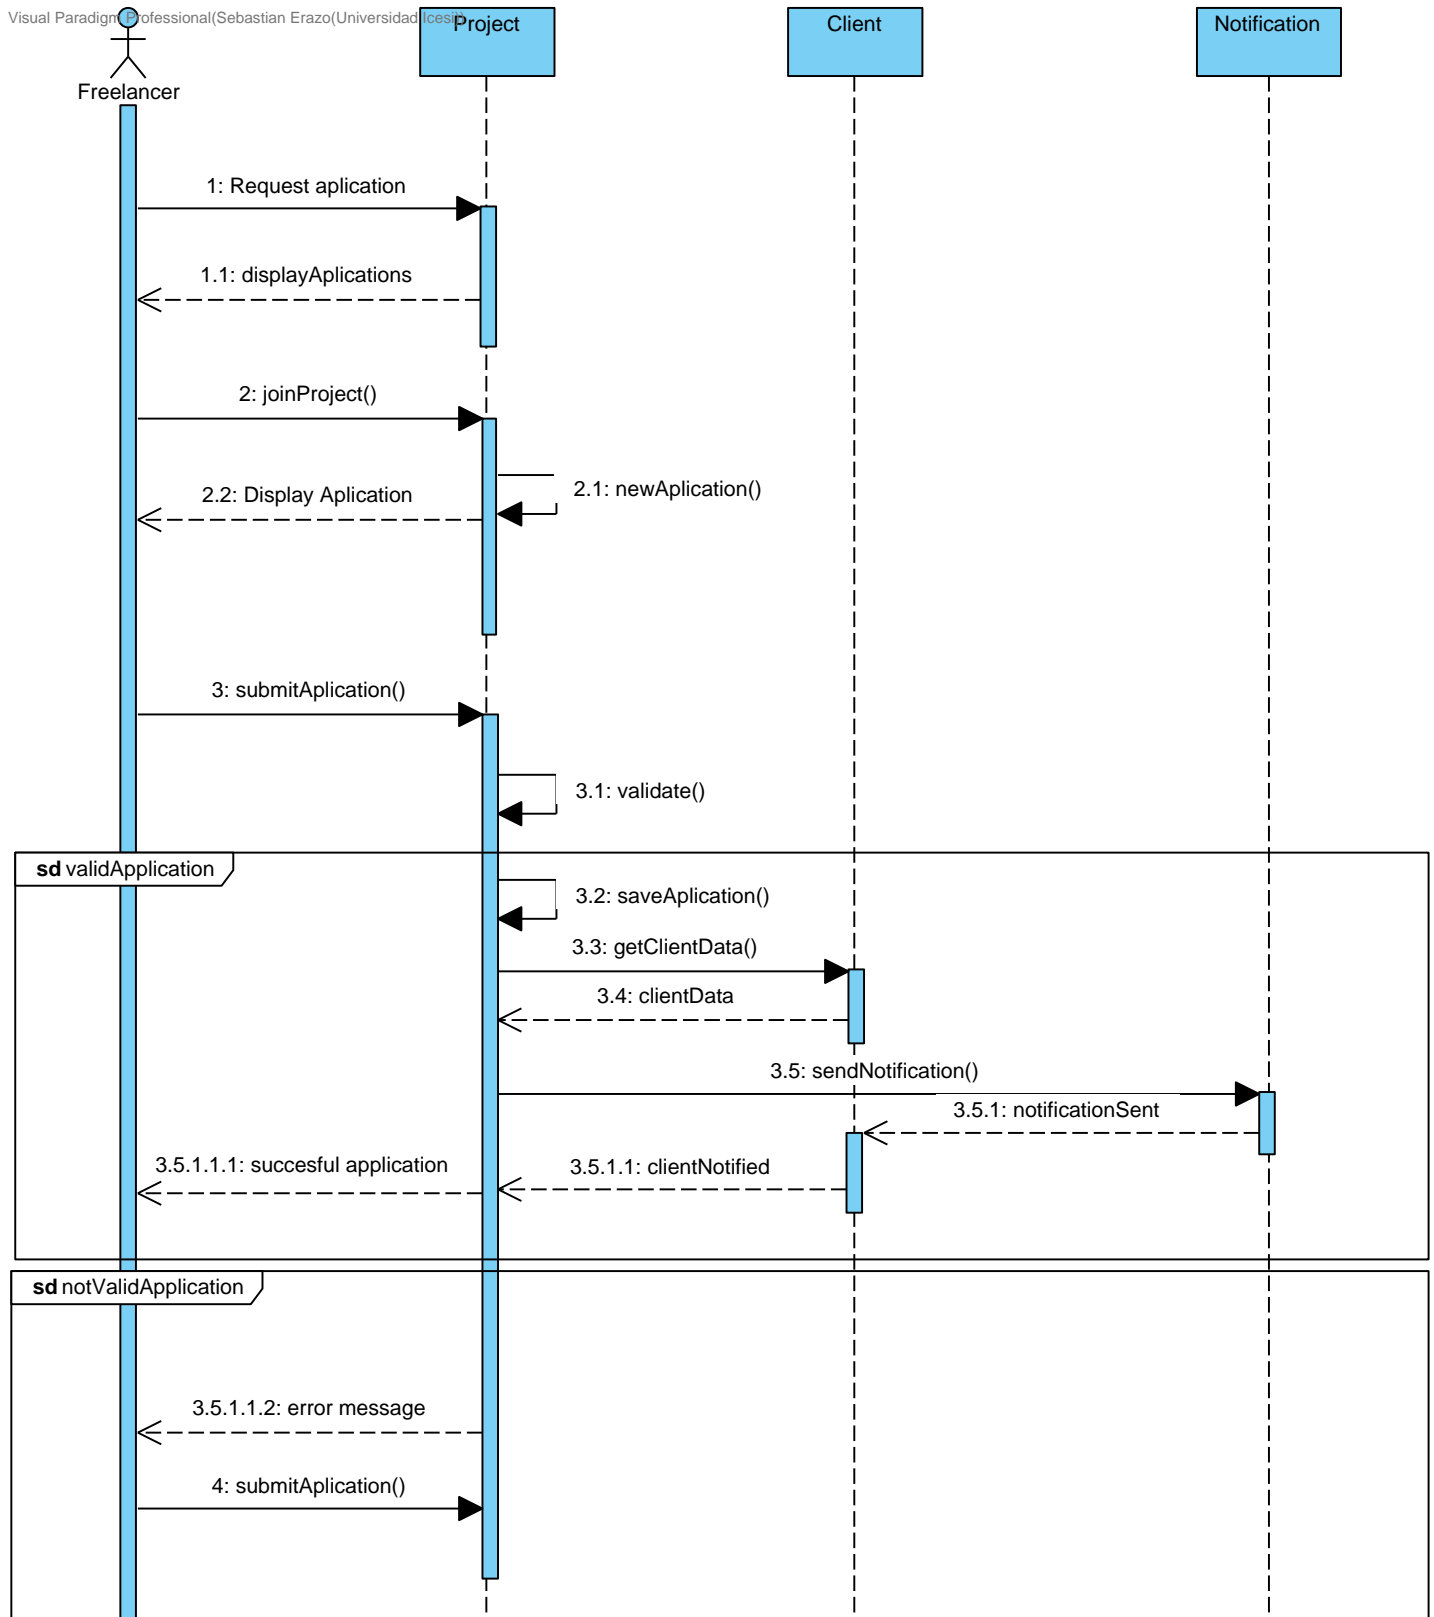 Visual Paradigm Professional(Sebastian Erazo(Universidad Icesi))
Project
Client
Notification
Freelancer
1: Request aplication
1.1: displayAplications
2: joinProject()
2.1: newAplication()
2.2: Display Aplication
3: submitAplication()
3.1: validate()
sd validApplication
3.2: saveAplication()
3.3: getClientData()
3.4: clientData
3.5: sendNotification()
3.5.1: notificationSent
3.5.1.1: clientNotified
3.5.1.1.1: succesful application
sd notValidApplication
3.5.1.1.2: error message
4: submitAplication()